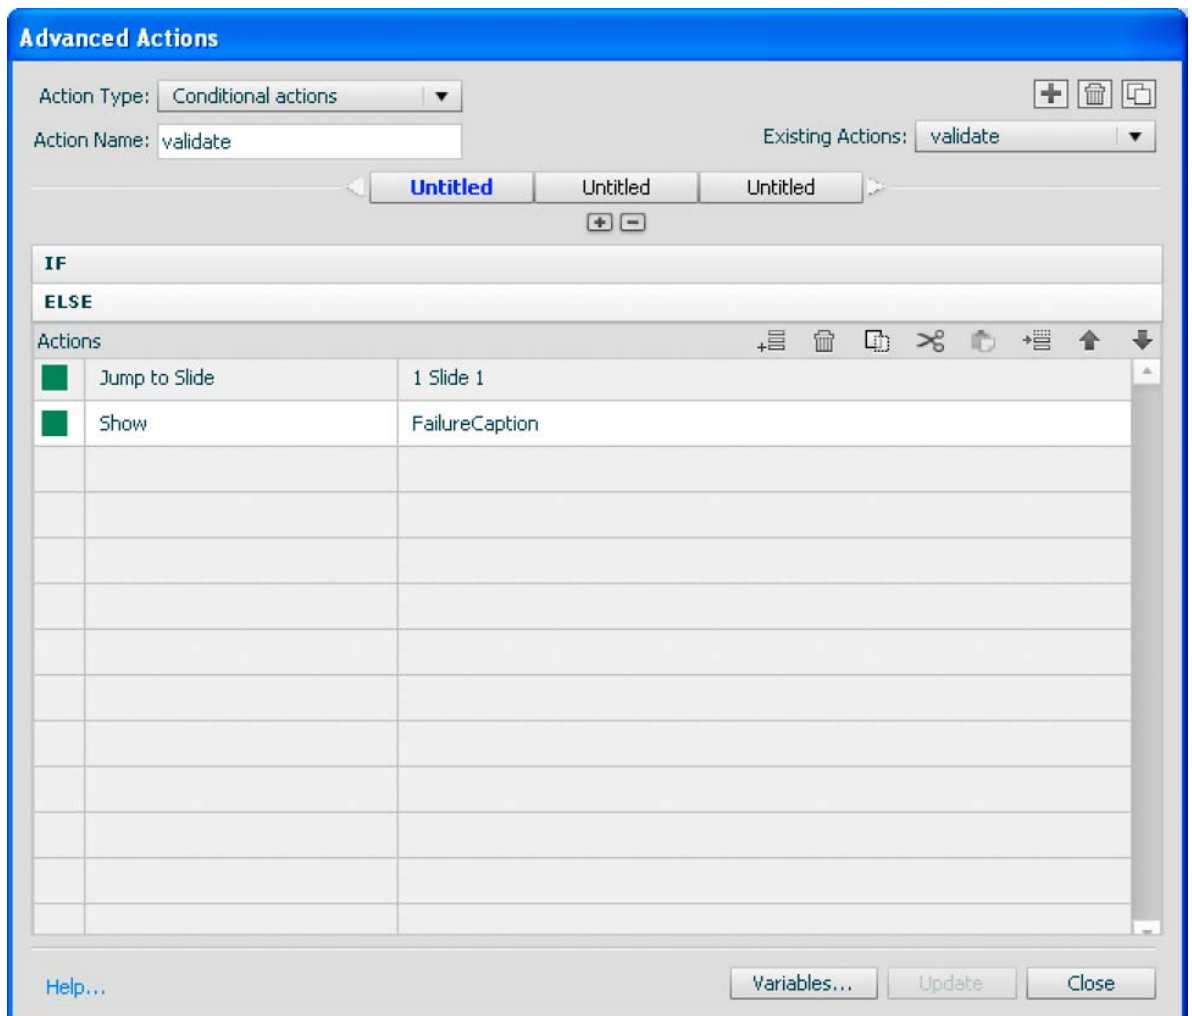 Advanced Actions
Action Type: Conditional actions
Action Name: validate
Existing Actions: validate
Untitled Untitled Untitled
IF
ELSE
Actions
Jump to Slide 1 Slide 1
Show FailureCaption
Help... Variables... Update Close